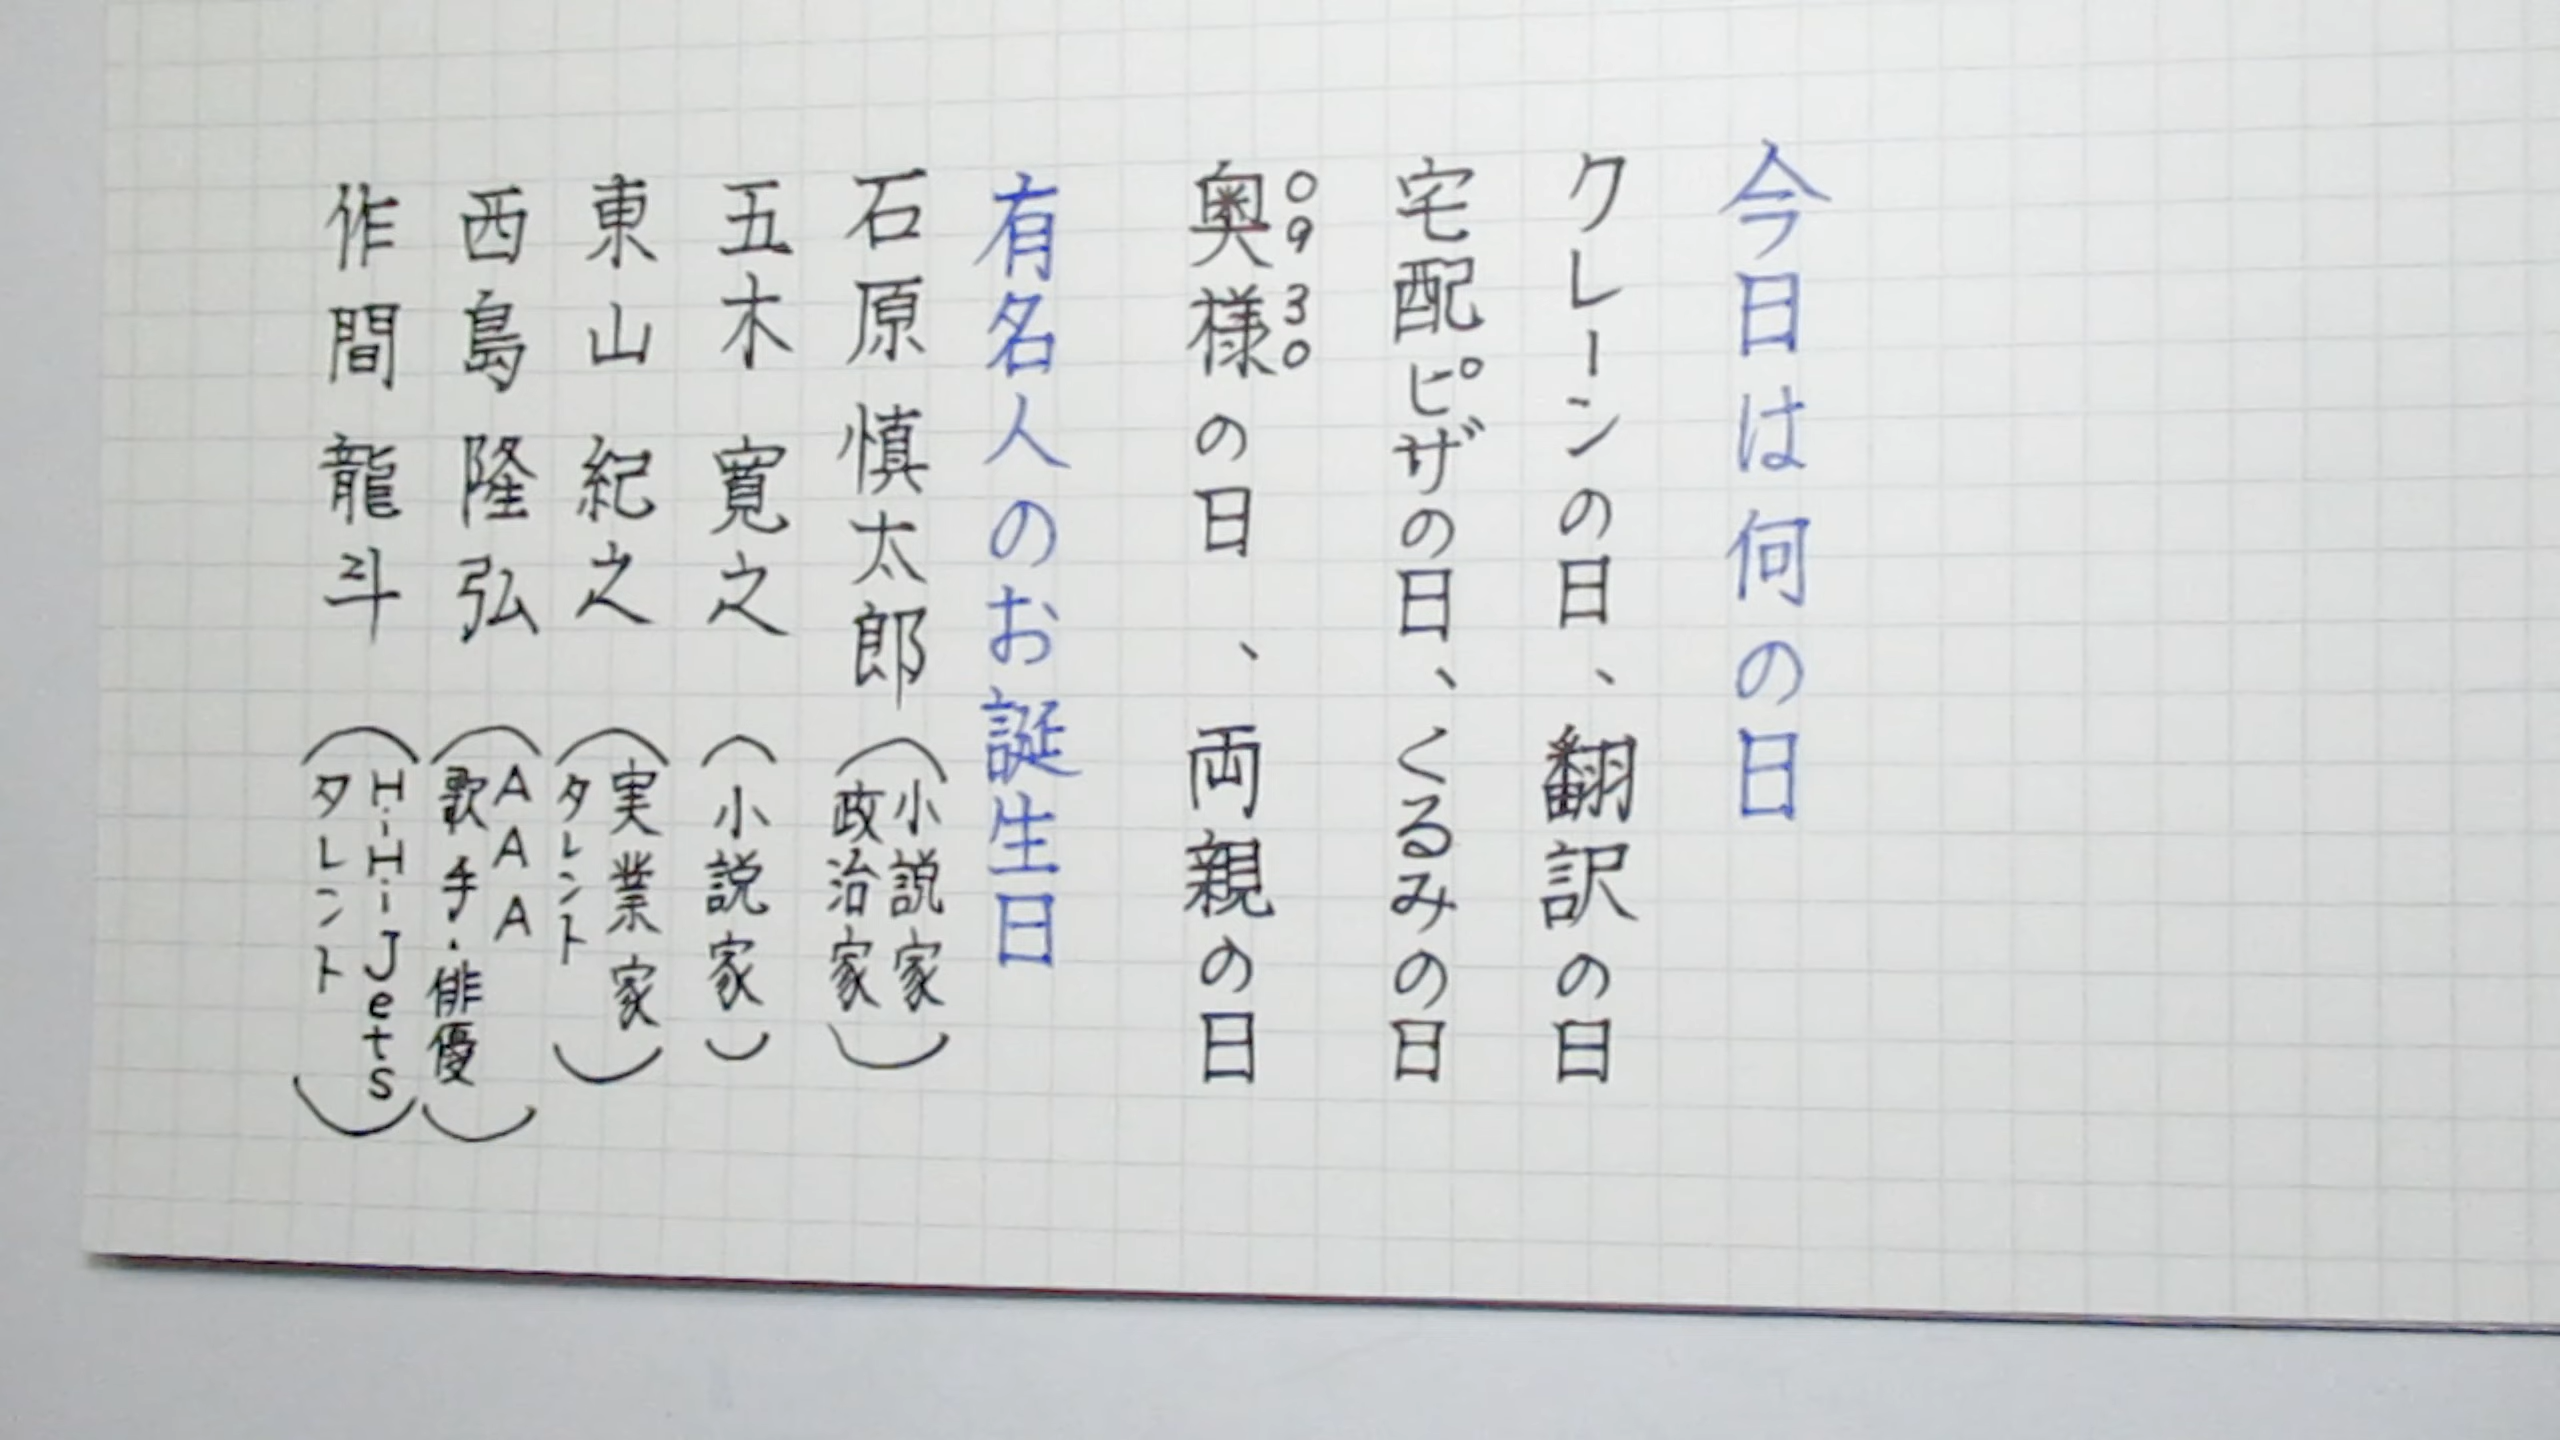 今日は何の日
クレーンの日、翻訳の日
宅配ピザの日、くるみの日
0930
奥様の日、両親の日
有名人のお誕生日
石原慎太郎(小説家
政治家)
五木寛之(小説家)
東山紀之(実業家
タレント)
西島隆弘(AAA
歌手・俳優)
作間龍斗(HiHi Jets
タレント)